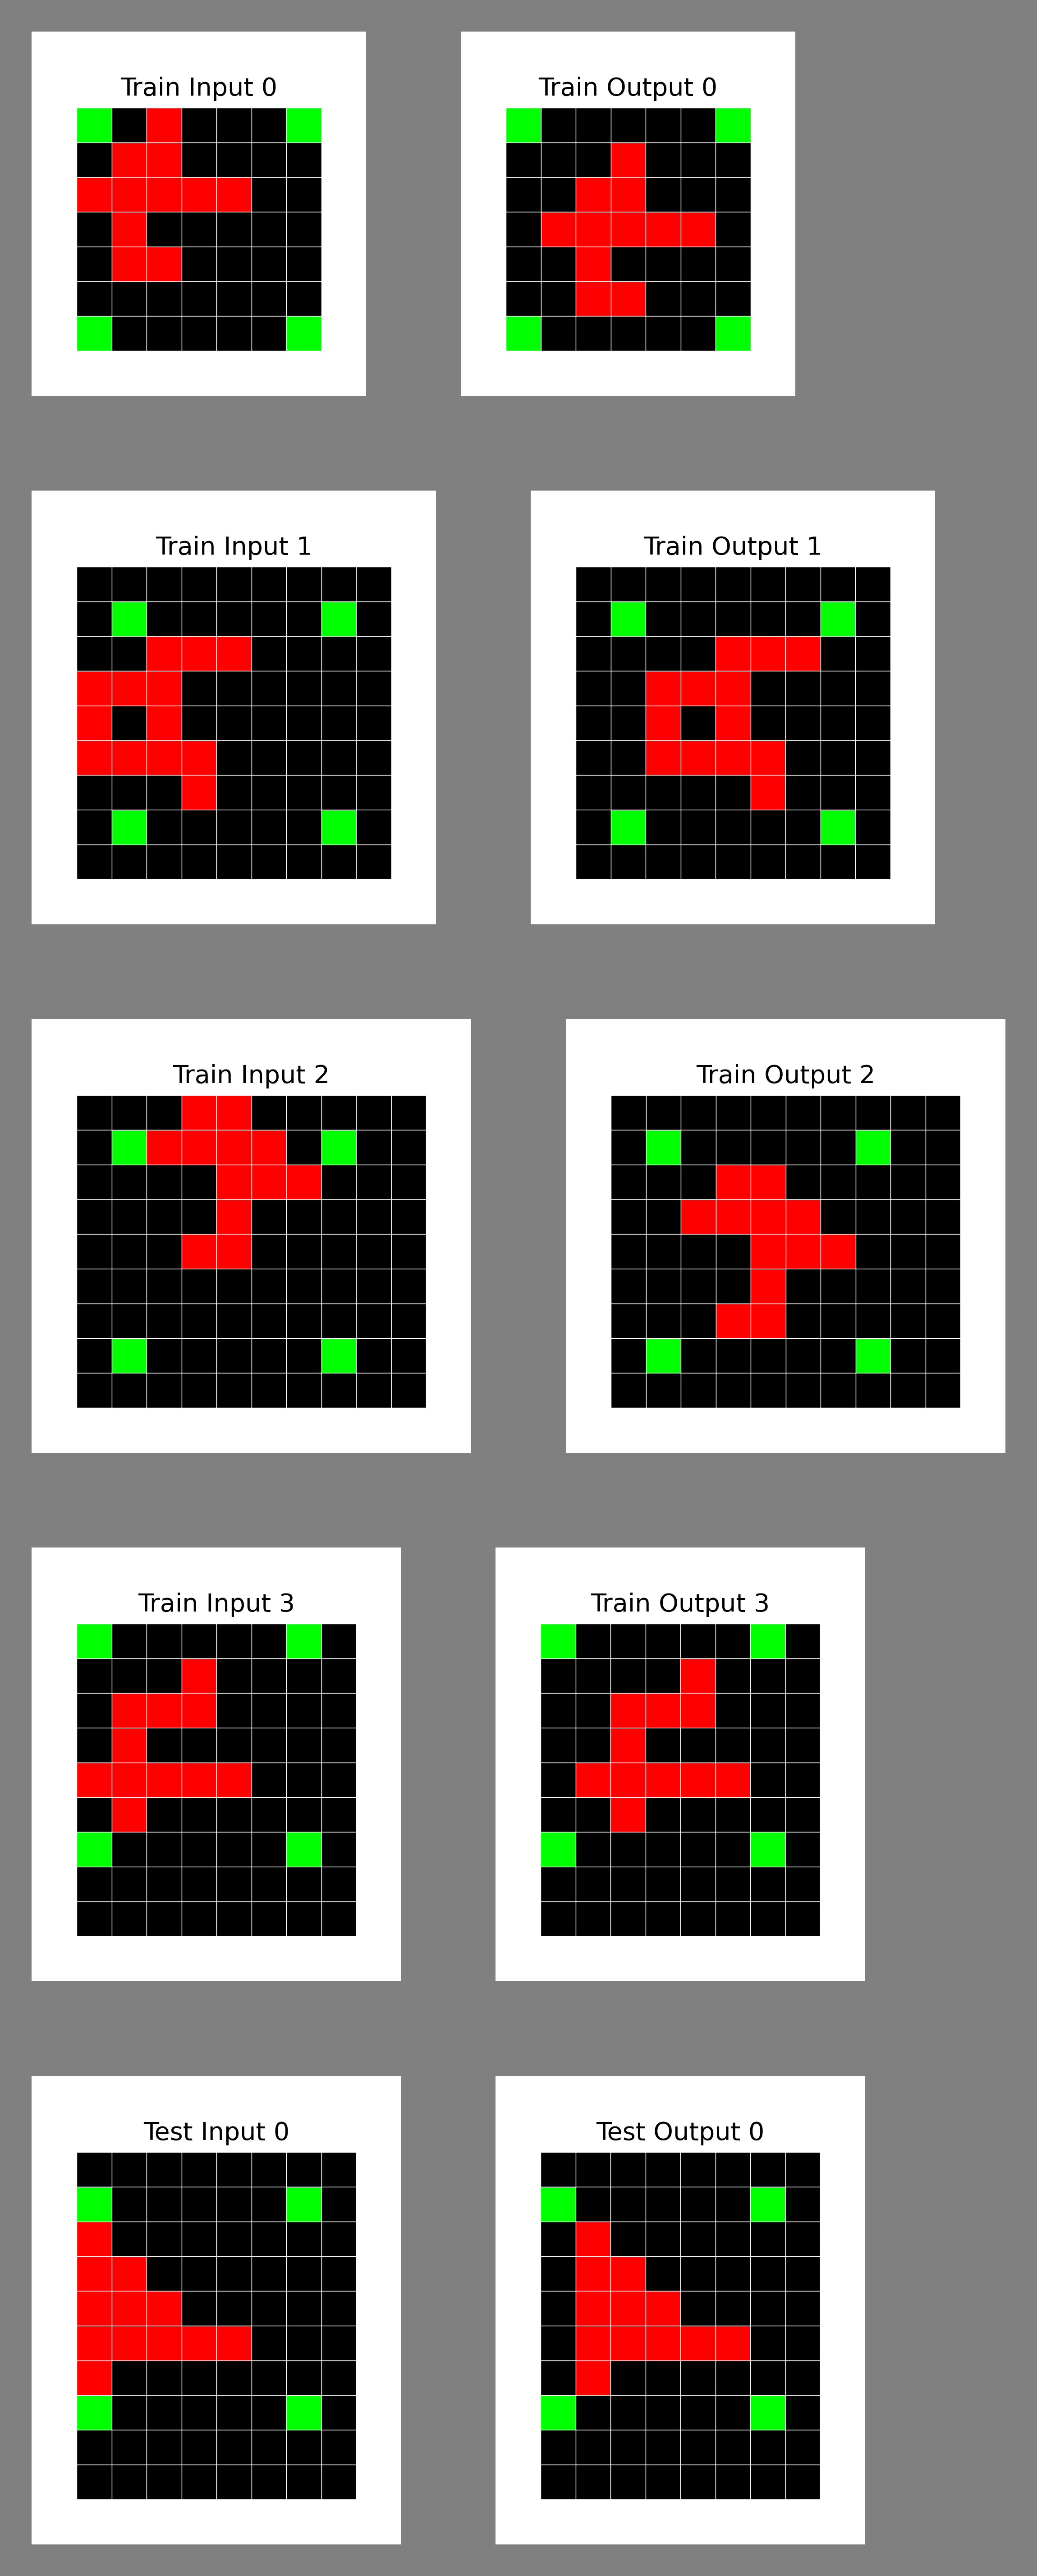 Train Input 0
Train Output 0
Train Input 1
Train Output 1
Train Input 2
Train Output 2
Train Input 3
Train Output 3
Test Input 0
Test Output 0